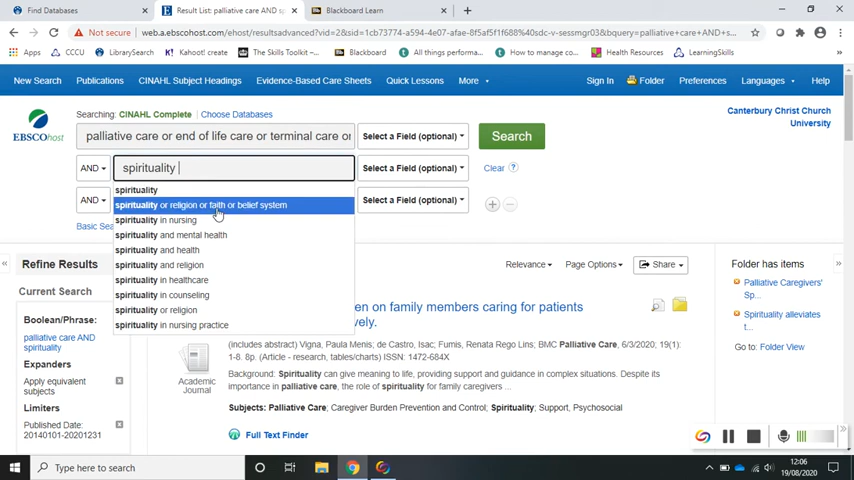 Find Databases
Result List: palliative care AND sp
Blackboard Learn
Not secure
web.a.ebscohost.com/ehost/resultsadvanced?vid=2&sid=1cb73774-a594-4b19-bca3-4ae5af5f1f688%40sdc-v-sessmgr03&bquery=palliative+care+AND+s...
Apps
CCCU
LibrarySearch
Kahoot! create
The Skills Toolkit -...
Blackboard
All things performa...
How to manage co...
Health Resources
LearningSkills
New Search
Publications
CINAHL Subject Headings
Evidence-Based Care Sheets
Quick Lessons
More
Sign In
Folder
Preferences
Languages
Help
EBSCOhost
Searching: CINAHL Complete
Choose Databases
Canterbury Christ Church
University
palliative care or end of life care or terminal care or
Select a Field (optional)
Search
AND
spirituality
Select a Field (optional)
Clear
?
AND
Select a Field (optional)
Basic Sea
spirituality
spirituality or religion or faith or belief system
spirituality in nursing
spirituality and mental health
spirituality and health
spirituality and religion
spirituality in healthcare
spirituality in counseling
spirituality or religion
spirituality in nursing practice
Refine Results
Current Search
Boolean/Phrase:
palliative care AND
spirituality
Expanders
Apply equivalent
subjects
Limiters
Published Date:
20140101-20201231
Relevance
Page Options
Share
en on family members caring for patients
vely.
(includes abstract) Vigna, Paula Menis; de Castro, Isac; Fumis, Renata Rego Lins; BMC Palliative Care, 6/3/2020; 19(1):
1-8. 8p. (Article - research, tables/charts) ISSN: 1472-684X
Academic
Journal
Background: Spirituality can give meaning to life, providing support and guidance in complex situations. Despite its
importance in palliative care, the role of spirituality for family caregivers ...
Subjects: Palliative Care; Caregiver Burden Prevention and Control; Spirituality; Support, Psychosocial
Full Text Finder
Folder has items
Palliative Caregivers'
Sp...
Spirituality alleviates
t...
Go to: Folder View
Type here to search
12:06
19/08/2020